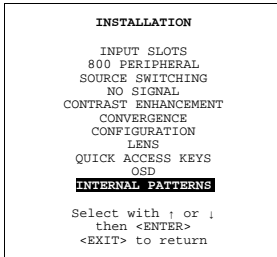 INSTALLATION
INPUT SLOTS
800 PERIPHERAL
SOURCE SWITCHING
NO SIGNAL
CONTRAST ENHANCEMENT
CONVERGENCE
CONFIGURATION
LENS
QUICK ACCESS KEYS
OSD
INTERNAL PATTERNS
Select with ↑ or ↓
then <ENTER>
<EXIT> to return